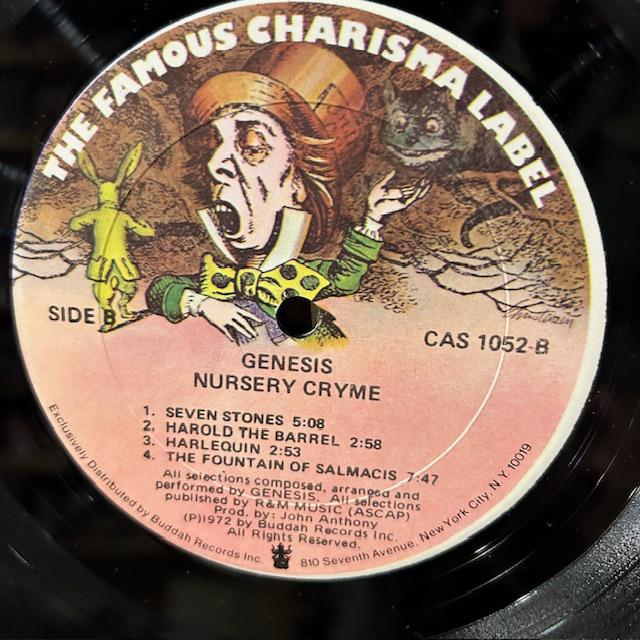 THE FAMOUS CHARISMA LABEL
SIDE B
CAS 1052-B
GENESIS
NURSERY CRYME
1. SEVEN STONES 5:08
2. HAROLD THE BARREL 2:58
3. HARLEQUIN 2:53
4. THE FOUNTAIN OF SALMACIS 7:47
All selections composed, arranged and
performed by GENESIS. All selections
published by R&M MUSIC (ASCAP)
Prod. by: John Anthony
(P)1972 by Buddah Records Inc.
All Rights Reserved.
Exclusively Distributed by Buddah Records Inc. 810 Seventh Avenue, New York City, N.Y. 10019